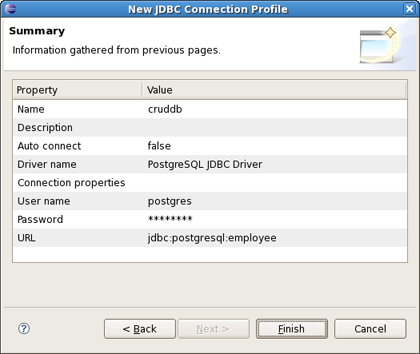 New JDBC Connection Profile
Summary
Information gathered from previous pages.
Property Value
Name cruddb
Description
Auto connect false
Driver name PostgreSQL JDBC Driver
Connection properties
User name postgres
Password ********
URL jdbc:postgresql:employee
? < Back Next > Finish Cancel